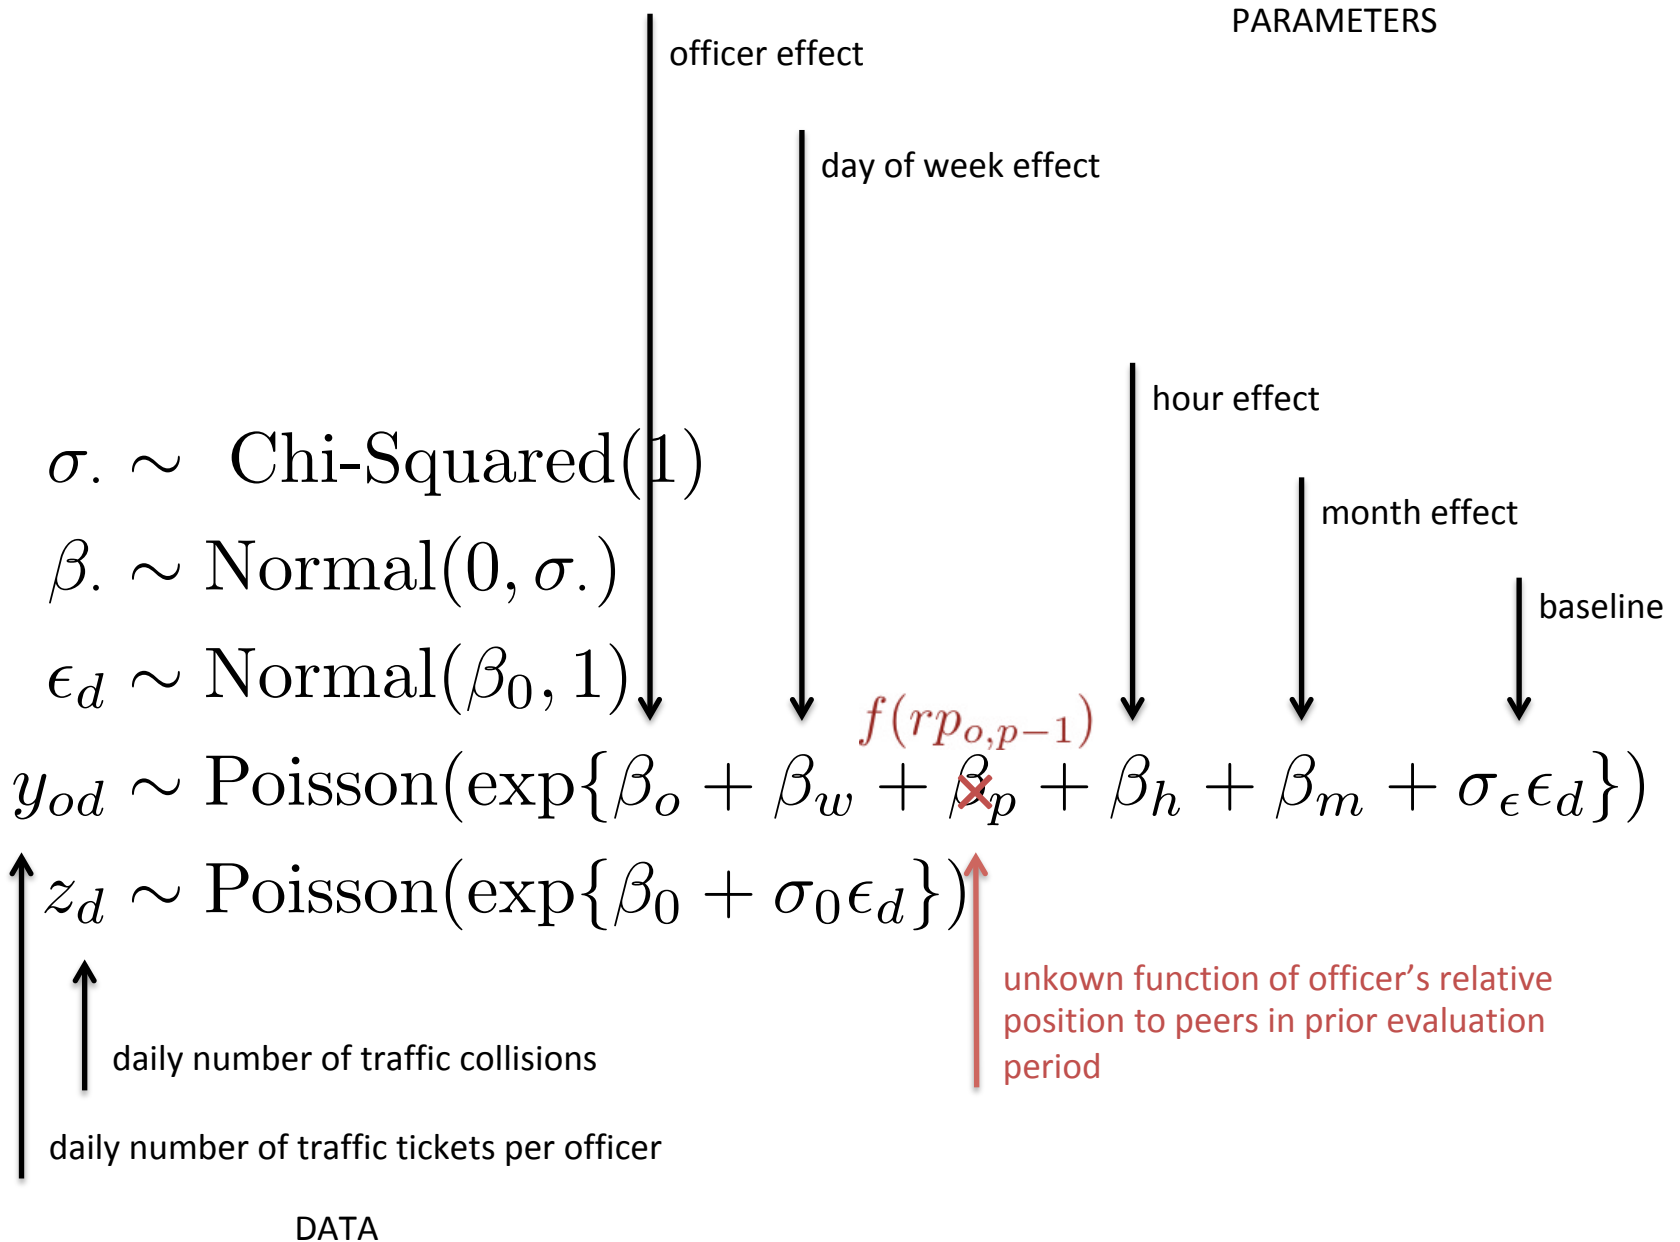 PARAMETERS
officer effect
day of week effect
hour effect
month effect
baseline
σ. ∼ Chi-Squared(1)
β. ∼ Normal(0, σ.)
ϵ_d ∼ Normal(β_0, 1)
f(rp_{o,p−1})
y_{od} ∼ Poisson(exp{β_o + β_w + β_p + β_h + β_m + σ_ϵ ϵ_d})
z_d ∼ Poisson(exp{β_0 + σ_0 ϵ_d})
unkown function of officer’s relative
position to peers in prior evaluation
period
daily number of traffic collisions
daily number of traffic tickets per officer
DATA